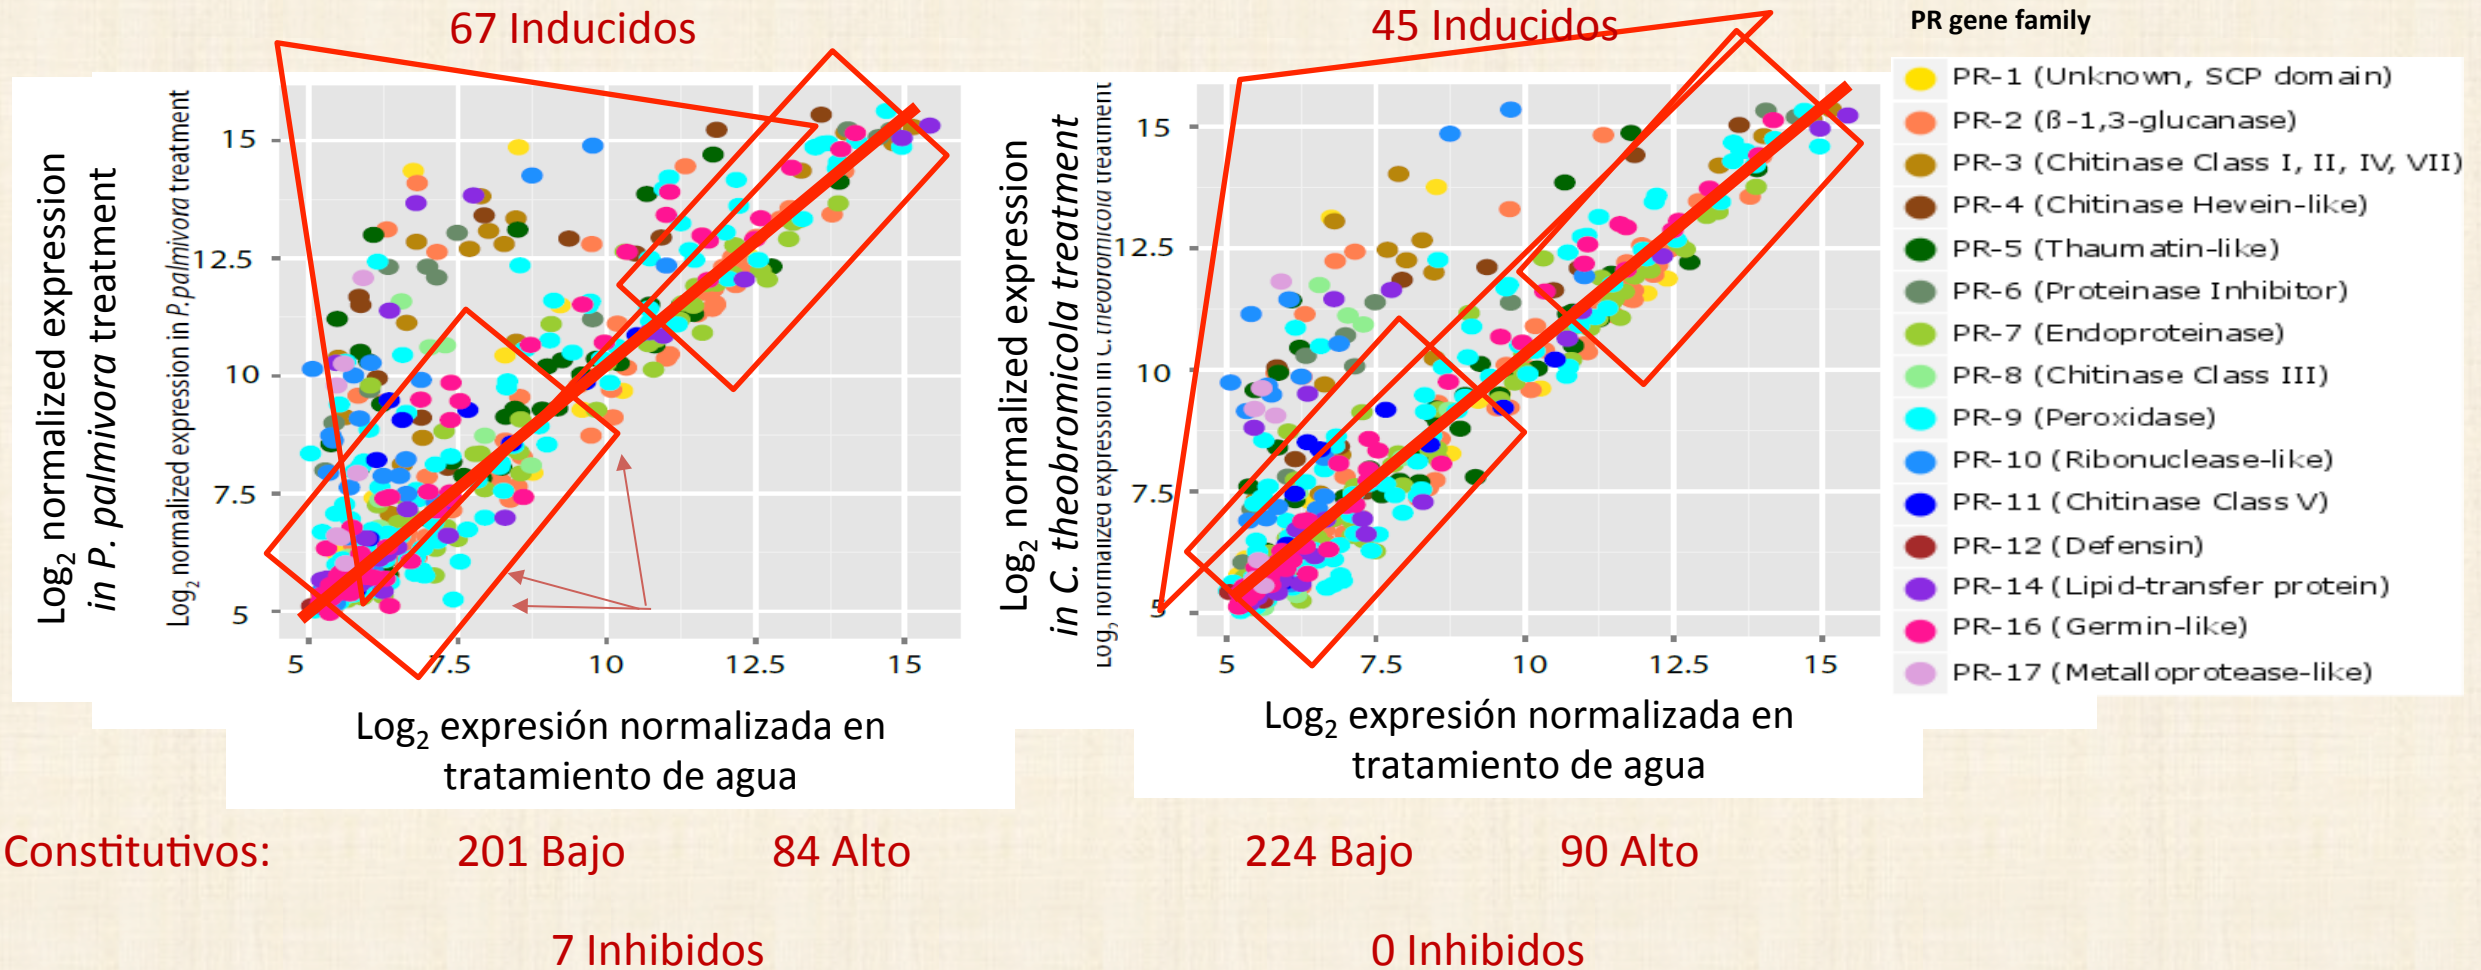 67 Inducidos
45 Inducidos
PR gene family
Log2 normalized expression
in P. palmivora treatment
Log2 normalized expression in P.palmivora treatment
15
12.5
10
7.5
5
5 7.5 10 12.5 15
Log2 expresión normalizada en
tratamiento de agua
Log2 normalized expression
in C. theobromicola treatment
Log2 normalized expression in C. theobromicola treatment
15
12.5
10
7.5
5
5 7.5 10 12.5 15
Log2 expresión normalizada en
tratamiento de agua
PR-1 (Unknown, SCP domain)
PR-2 (ß-1,3-glucanase)
PR-3 (Chitinase Class I, II, IV, VII)
PR-4 (Chitinase Hevein-like)
PR-5 (Thaumatin-like)
PR-6 (Proteinase Inhibitor)
PR-7 (Endoproteinase)
PR-8 (Chitinase Class III)
PR-9 (Peroxidase)
PR-10 (Ribonuclease-like)
PR-11 (Chitinase Class V)
PR-12 (Defensin)
PR-14 (Lipid-transfer protein)
PR-16 (Germin-like)
PR-17 (Metalloprotease-like)
Constitutivos: 201 Bajo 84 Alto 224 Bajo 90 Alto
7 Inhibidos 0 Inhibidos